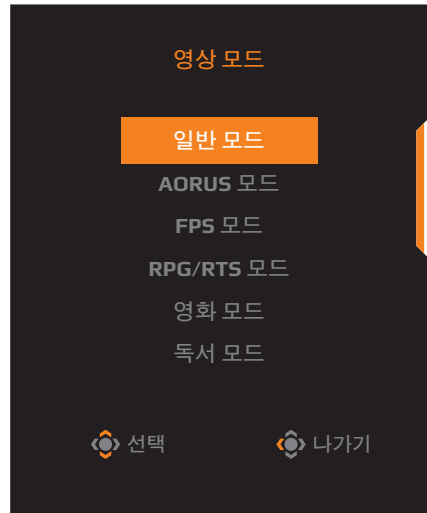 영상 모드
일반 모드
AORUS 모드
FPS 모드
RPG/RTS 모드
영화 모드
독서 모드
선택 나가기